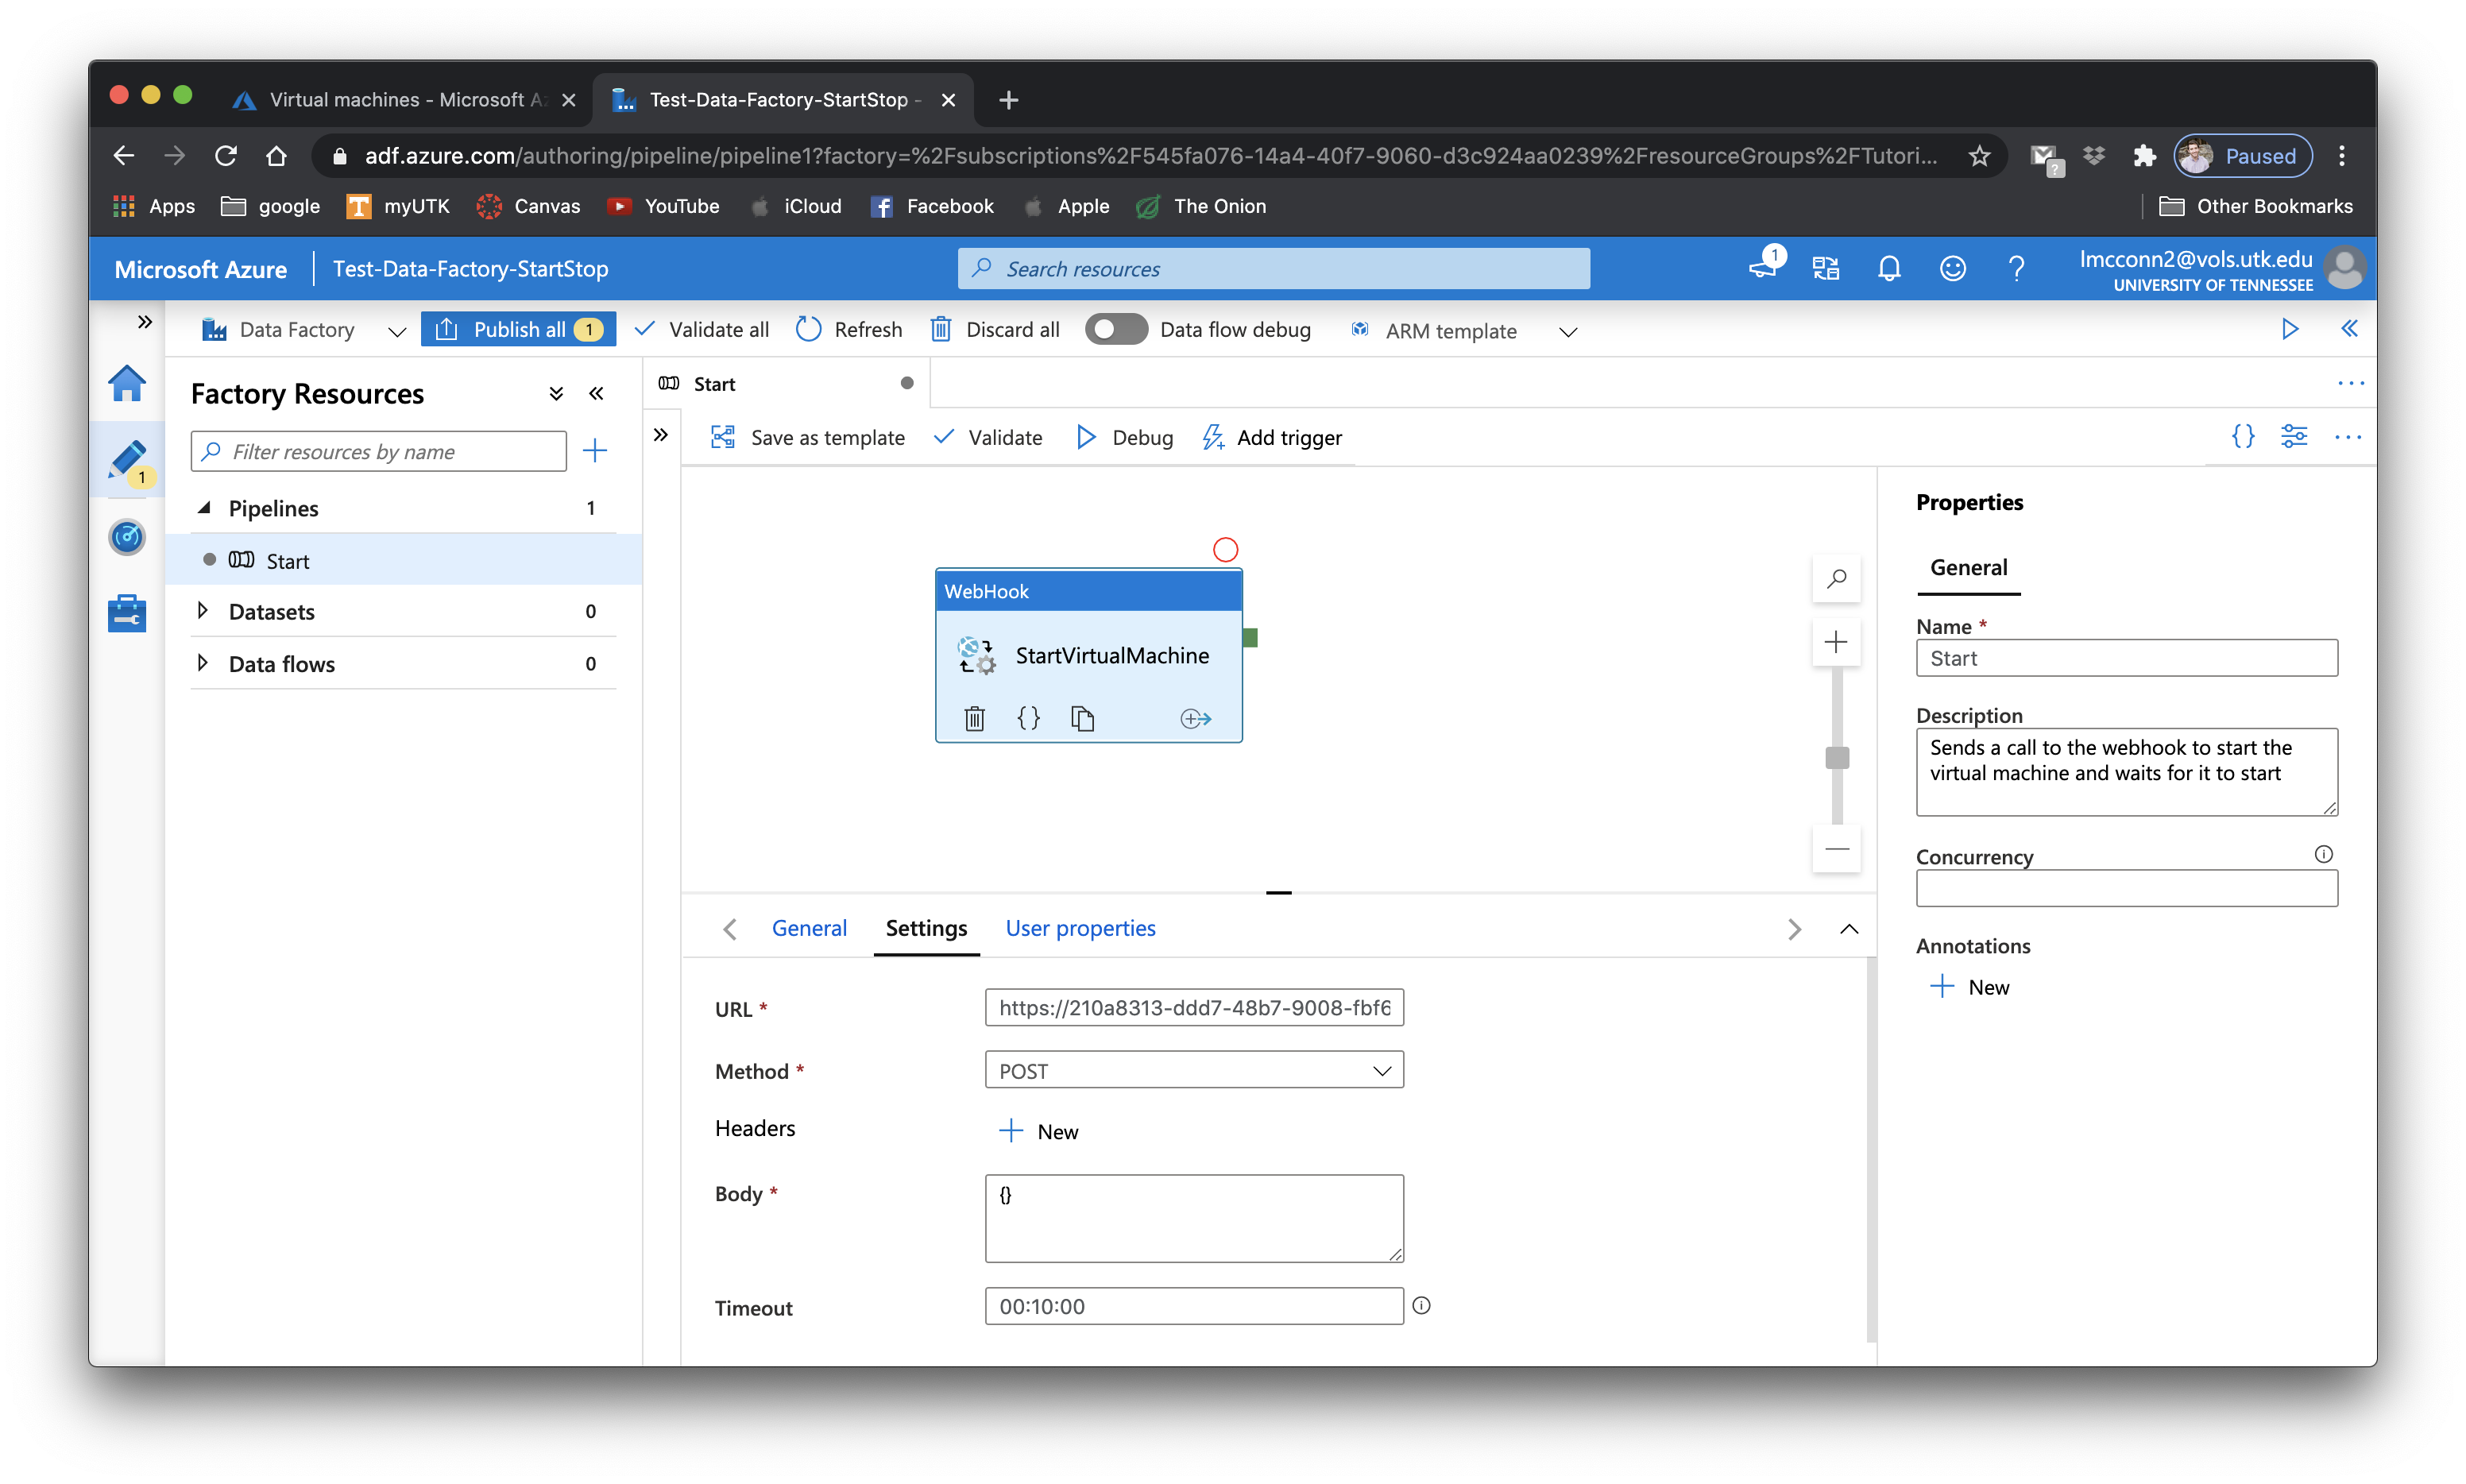 Virtual machines - Microsoft Az
Test-Data-Factory-StartStop -
adf.azure.com/authoring/pipeline/pipeline1?factory=%2Fsubscriptions%2F545fa076-14a4-40f7-9060-d3c924aa0239%2FresourceGroups%2FTutori...
?
Paused
Apps
google
myUTK
Canvas
YouTube
iCloud
Facebook
Apple
The Onion
Other Bookmarks
Microsoft Azure
Test-Data-Factory-StartStop
Search resources
1
lmcconn2@vols.utk.edu
UNIVERSITY OF TENNESSEE
Data Factory
Publish all 1
Validate all
Refresh
Discard all
Data flow debug
ARM template
1
Factory Resources
Filter resources by name
Pipelines 1
Start
Datasets 0
Data flows 0
Start
Save as template
Validate
Debug
Add trigger
WebHook
StartVirtualMachine
General
Settings
User properties
URL *
https://210a8313-ddd7-48b7-9008-fbf6
Method *
POST
Headers
New
Body *
{}
Timeout
00:10:00
Properties
General
Name *
Start
Description
Sends a call to the webhook to start the
virtual machine and waits for it to start
Concurrency
Annotations
New